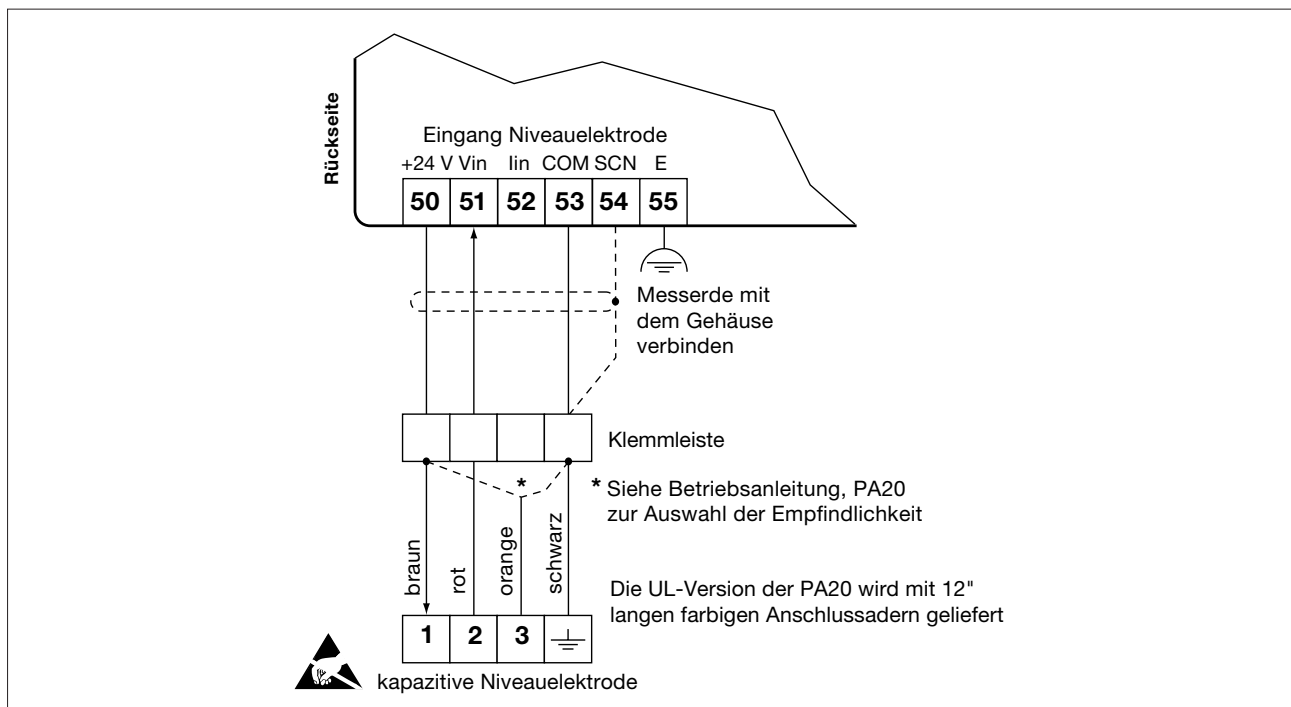 Rückseite
Eingang Niveauelektrode
+24 V Vin Iin COM SCN E
50 51 52 53 54 55
Messerde mit
dem Gehäuse
verbinden
Klemmleiste
*
* Siehe Betriebsanleitung, PA20
zur Auswahl der Empfindlichkeit
braun
rot
orange
schwarz
Die UL-Version der PA20 wird mit 12"
langen farbigen Anschlussadern geliefert
1 2 3
kapazitive Niveauelektrode